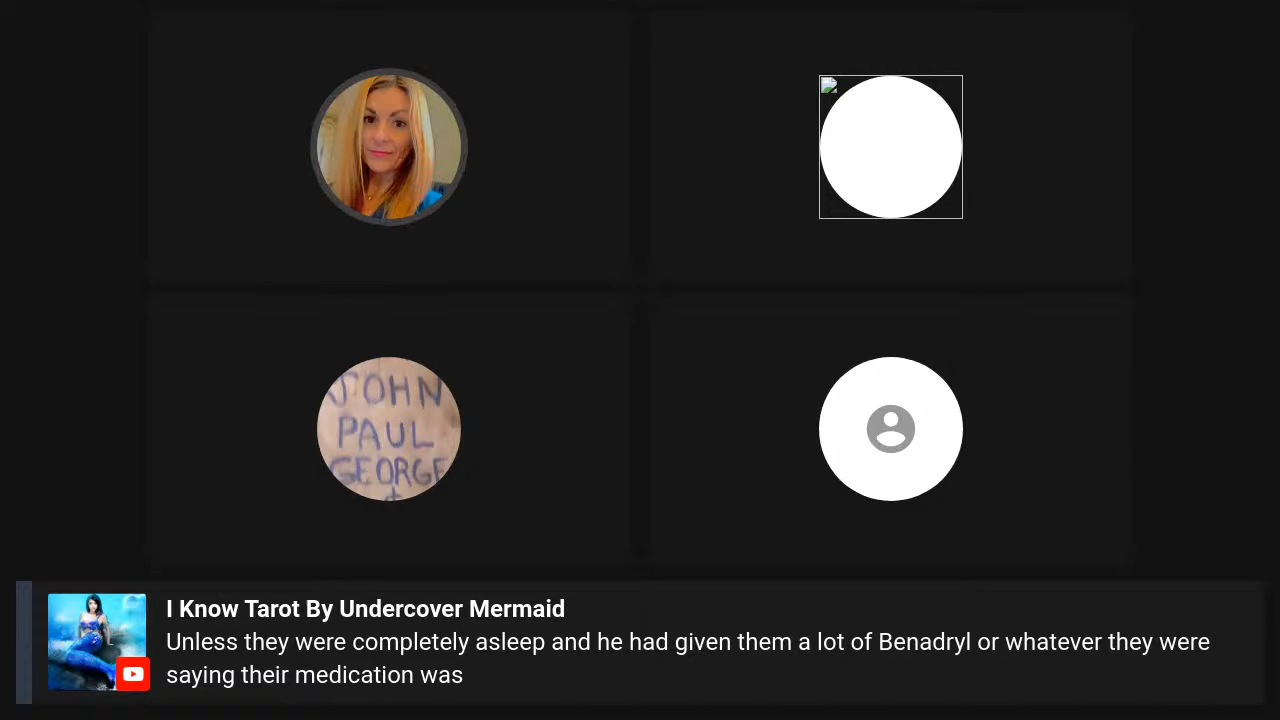 JOHN
PAUL
GEORGE
I Know Tarot By Undercover Mermaid
Unless they were completely asleep and he had given them a lot of Benadryl or whatever they were
saying their medication was